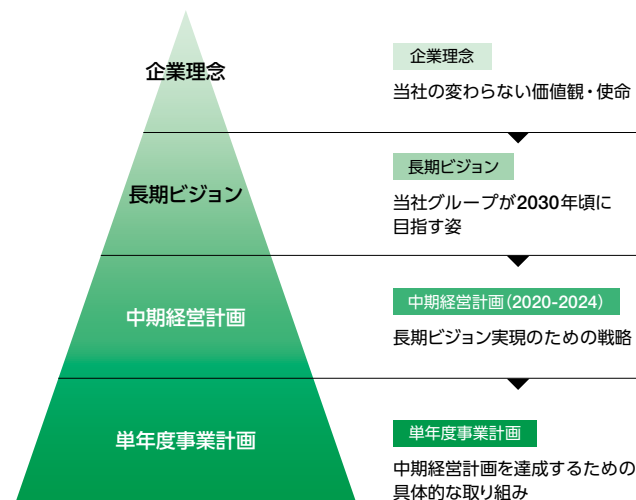 企業理念
企業理念
当社の変わらない価値観・使命
長期ビジョン
長期ビジョン
当社グループが2030年頃に
目指す姿
中期経営計画
中期経営計画(2020-2024)
長期ビジョン実現のための戦略
単年度事業計画
単年度事業計画
中期経営計画を達成するための
具体的な取り組み